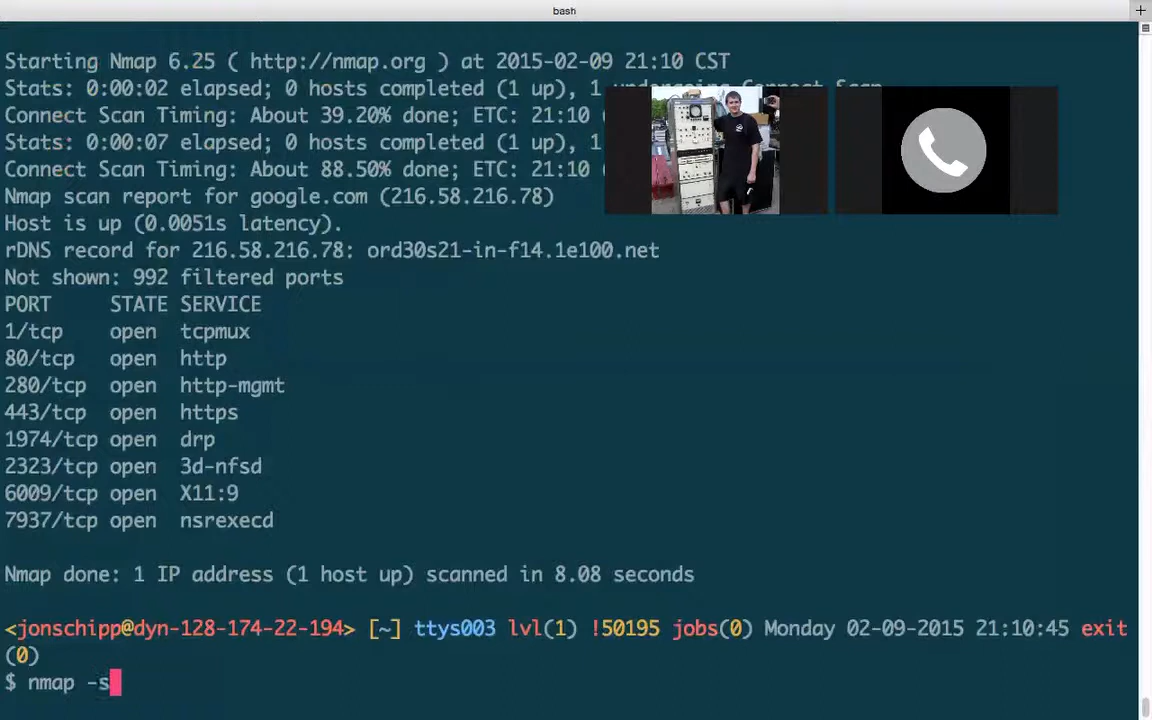 bash
Starting Nmap 6.25 ( http://nmap.org ) at 2015-02-09 21:10 CST
Stats: 0:00:02 elapsed; 0 hosts completed (1 up), 1 undergoing Connect Scan
Connect Scan Timing: About 39.20% done; ETC: 21:10
Stats: 0:00:07 elapsed; 0 hosts completed (1 up), 1
Connect Scan Timing: About 88.50% done; ETC: 21:10
Nmap scan report for google.com (216.58.216.78)
Host is up (0.0051s latency).
rDNS record for 216.58.216.78: ord30s21-in-f14.1e100.net
Not shown: 992 filtered ports
PORT     STATE SERVICE
1/tcp    open  tcpmux
80/tcp   open  http
280/tcp  open  http-mgmt
443/tcp  open  https
1974/tcp open  drp
2323/tcp open  3d-nfsd
6009/tcp open  X11:9
7937/tcp open  nsrexecd
Nmap done: 1 IP address (1 host up) scanned in 8.08 seconds
<jonschipp@dyn-128-174-22-194> [~] ttys003 lvl(1) !50195 jobs(0) Monday 02-09-2015 21:10:45 exit
(0)
$ nmap -s